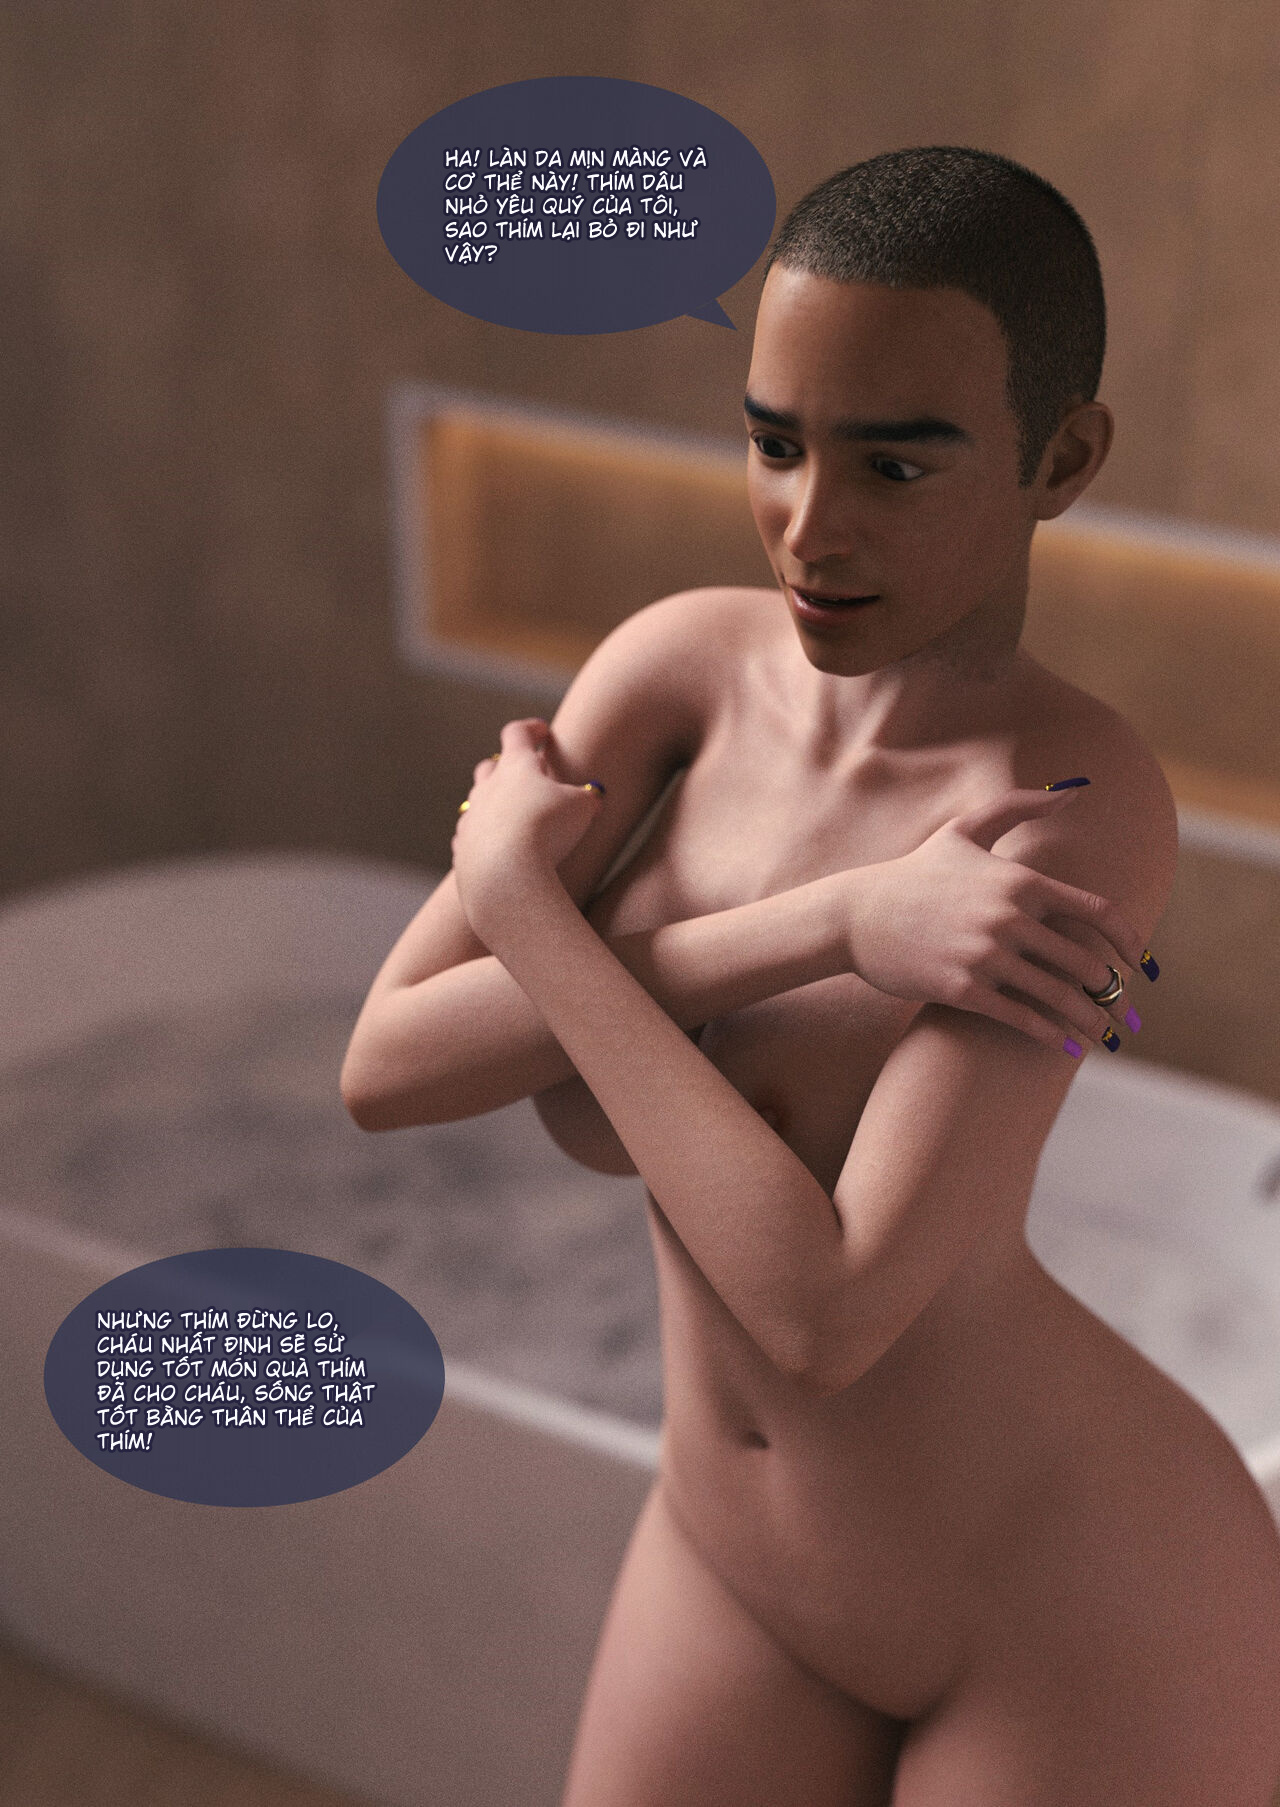 HA! LÀN DA MỊN MÀNG VÀ
CƠ THỂ NÀY! THÍM DÂU
NHỎ YÊU QUÝ CỦA TÔI,
SAO THÍM LẠI BỎ ĐI NHƯ
VẬY?
NHƯNG THÍM ĐỪNG LO,
CHÁU NHẤT ĐỊNH SẼ SỬ
DỤNG TỐT MÓN QUÀ THÍM
ĐÃ CHO CHÁU, SỐNG THẬT
TỐT BẰNG THÂN THỂ CỦA
THÍM!